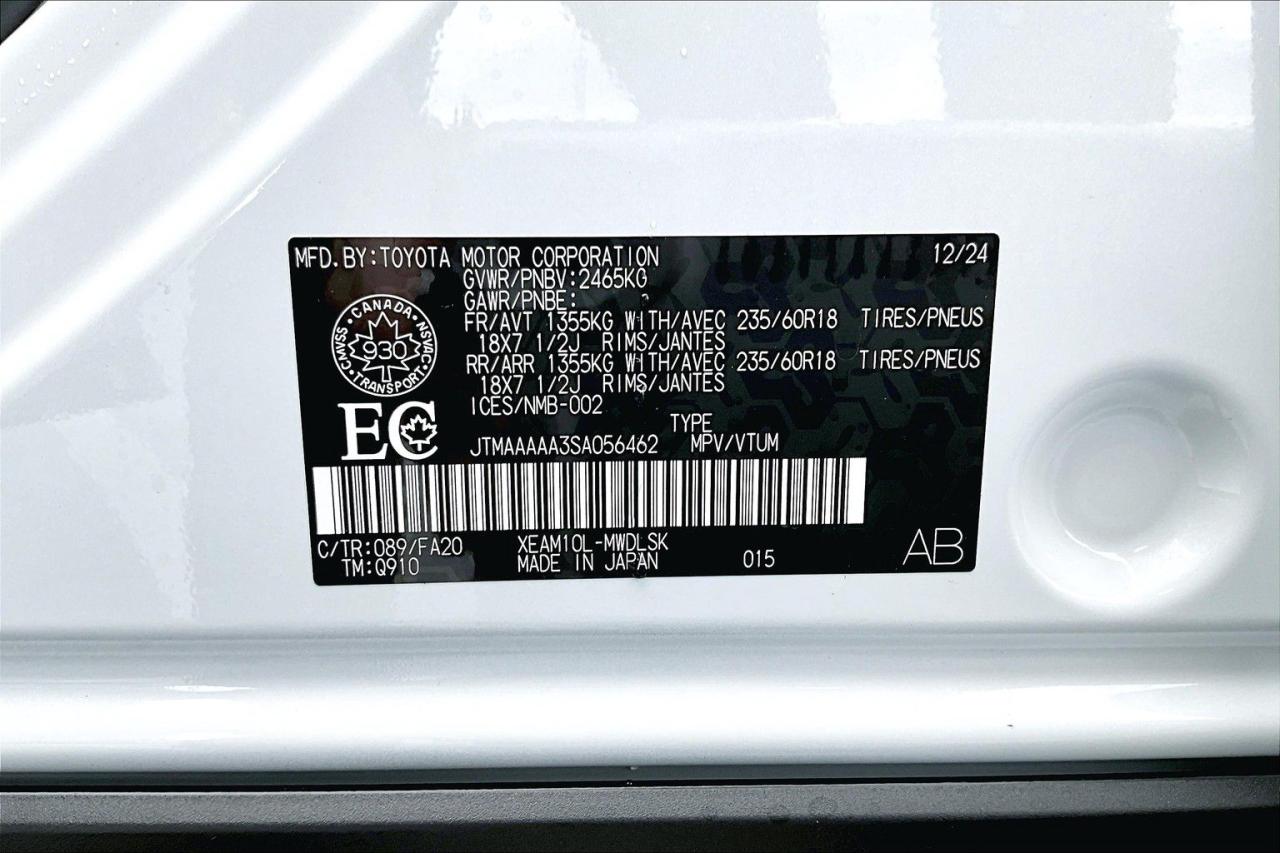 MFD.BY:TOYOTA MOTOR CORPORATION 12/24
GVWR/PNBV:2465KG
GAWR/PNBE:
FR/AVT 1355KG WITH/AVEC 235/60R18 TIRES/PNEUS
18X7 1/2J RIMS/JANTES
RR/ARR 1355KG WITH/AVEC 235/60R18 TIRES/PNEUS
18X7 1/2J RIMS/JANTES
ICES/NMB-002
CANADA • NSVAC • TRANSPORT • CMVSS •
930
EC
TYPE
JTMAAAAA3SA056462 MPV/VTUM
C/TR:089/FA20 XEAM10L-MWDLSK
TM:Q910 MADE IN JAPAN 015 AB